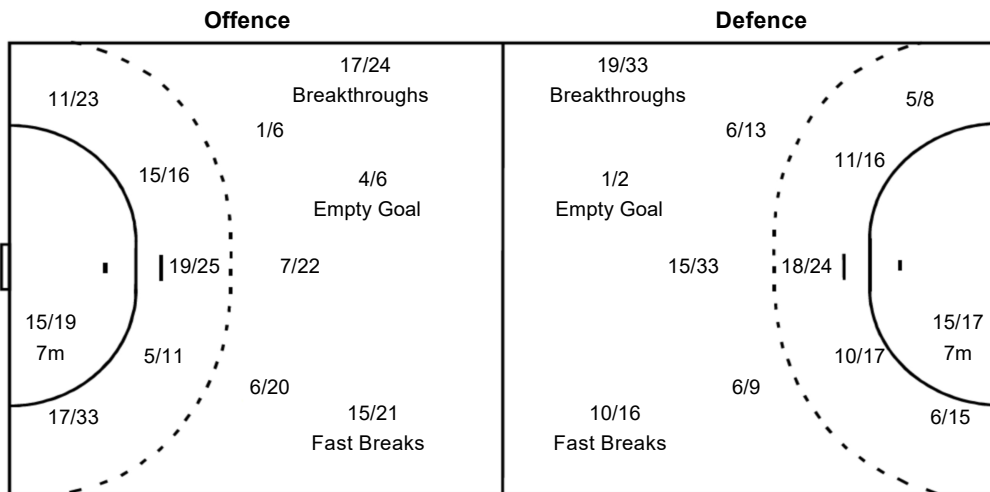 Offence
Defence
17/24
Breakthroughs
19/33
Breakthroughs
11/23
5/8
1/6
6/13
15/16
11/16
4/6
Empty Goal
1/2
Empty Goal
19/25
7/22
15/33
18/24
15/19
7m
15/17
7m
5/11
10/17
6/20
6/9
17/33
15/21
Fast Breaks
10/16
Fast Breaks
6/15